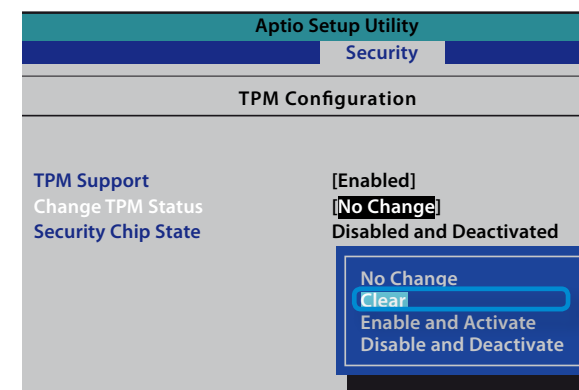 Aptio Setup Utility
Security
TPM Configuration
TPM Support [Enabled]
Change TPM Status [No Change]
Security Chip State Disabled and Deactivated
No Change
Clear
Enable and Activate
Disable and Deactivate